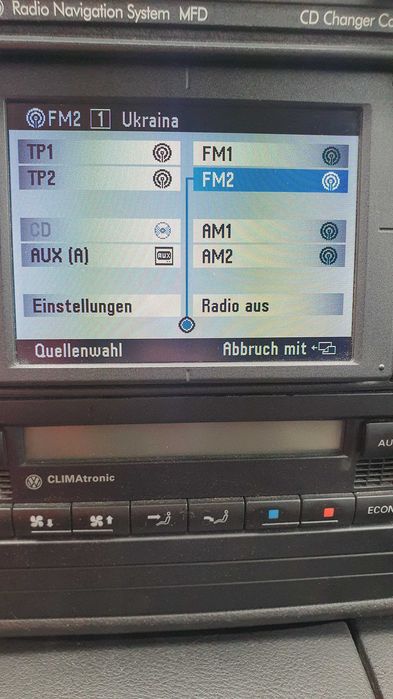 Radio Navigation System MFD
CD Changer Co
FM2 1 Ukraina
TP1
FM1
TP2
FM2
CD
AM1
AUX (A)
AUX
AM2
Einstellungen
Radio aus
Quellenwahl
Abbruch mit
AU
CLIMAtronic
ECON